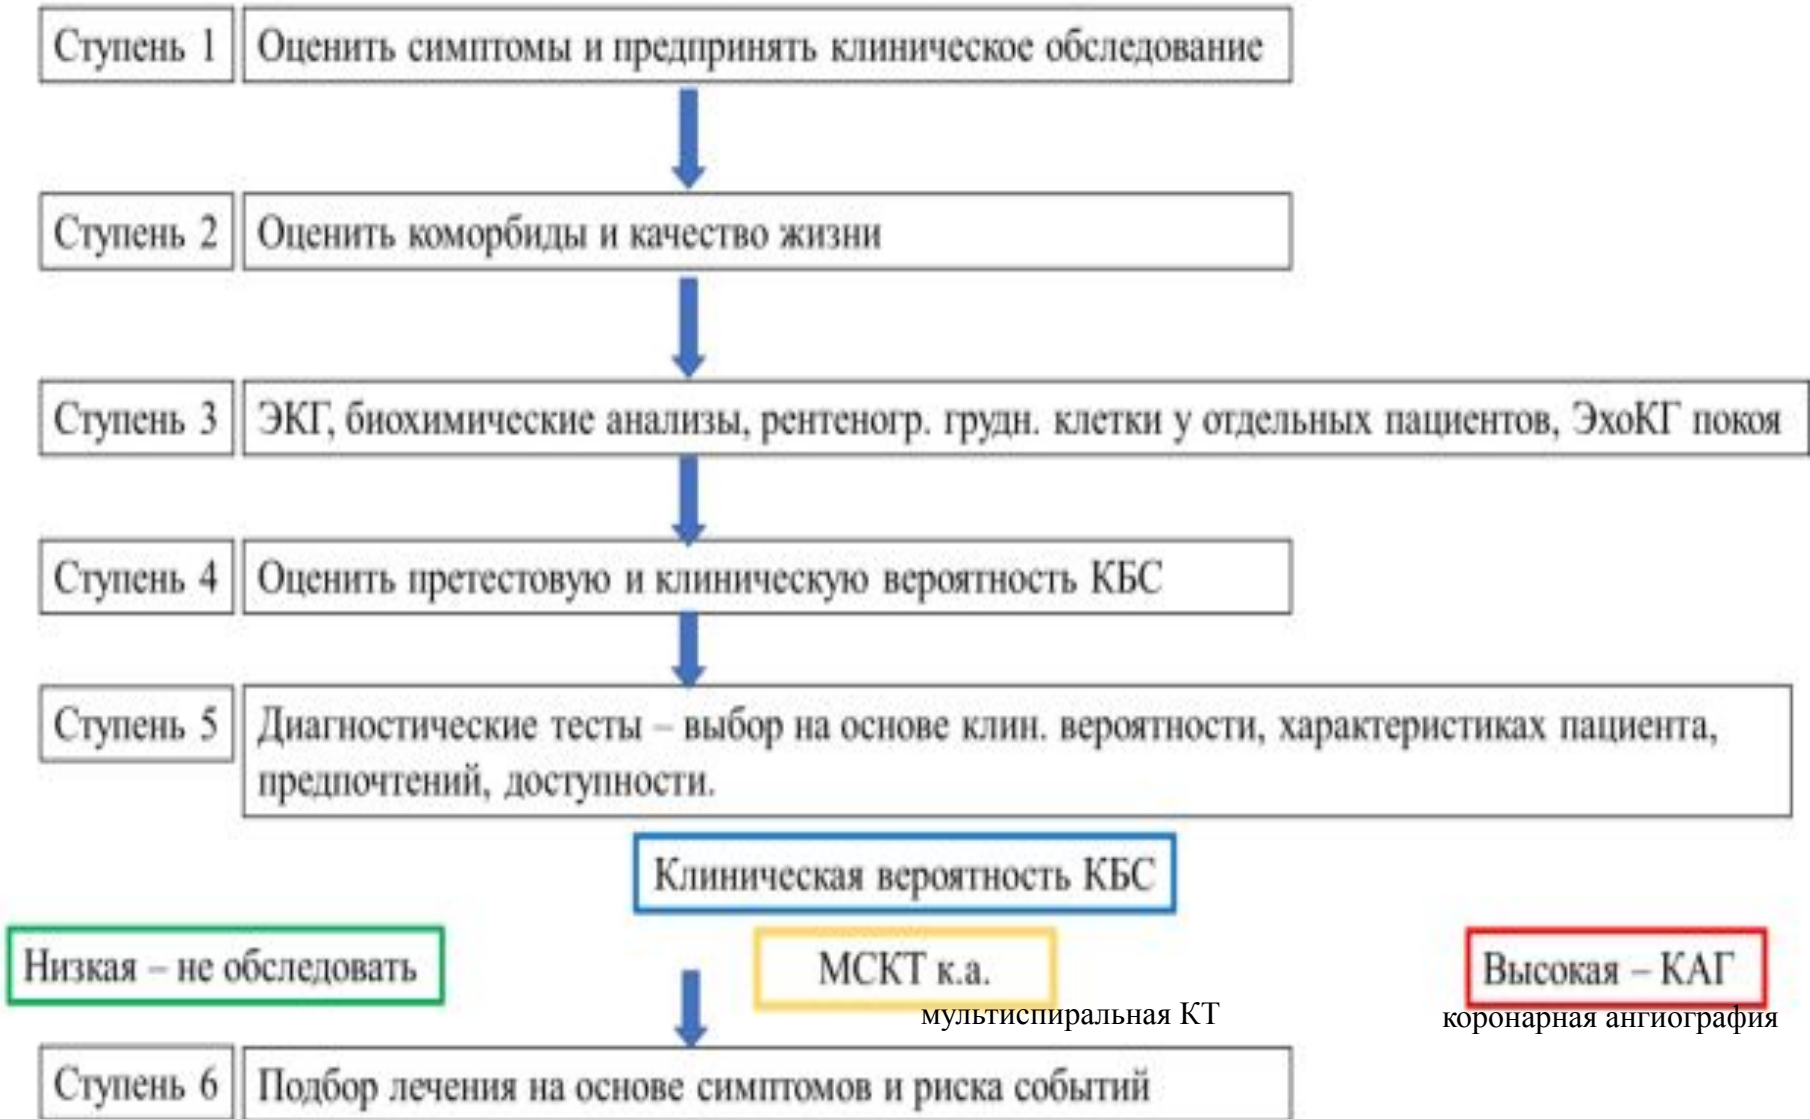 Ступень 1 Оценить симптомы и предпринять клиническое обследование
Ступень 2 Оценить коморбиды и качество жизни
Ступень 3 ЭКГ, биохимические анализы, рентеногр. грудн. клетки у отдельных пациентов, ЭхоКГ покоя
Ступень 4 Оценить претестовую и клиническую вероятность КБС
Ступень 5 Диагностические тесты – выбор на основе клин. вероятности, характеристиках пациента,
предпочтений, доступности.
Клиническая вероятность КБС
Низкая – не обследовать
МСКТ к.а.
Высокая – КАГ
мультиспиральная КТ
коронарная ангиография
Ступень 6 Подбор лечения на основе симптомов и риска событий